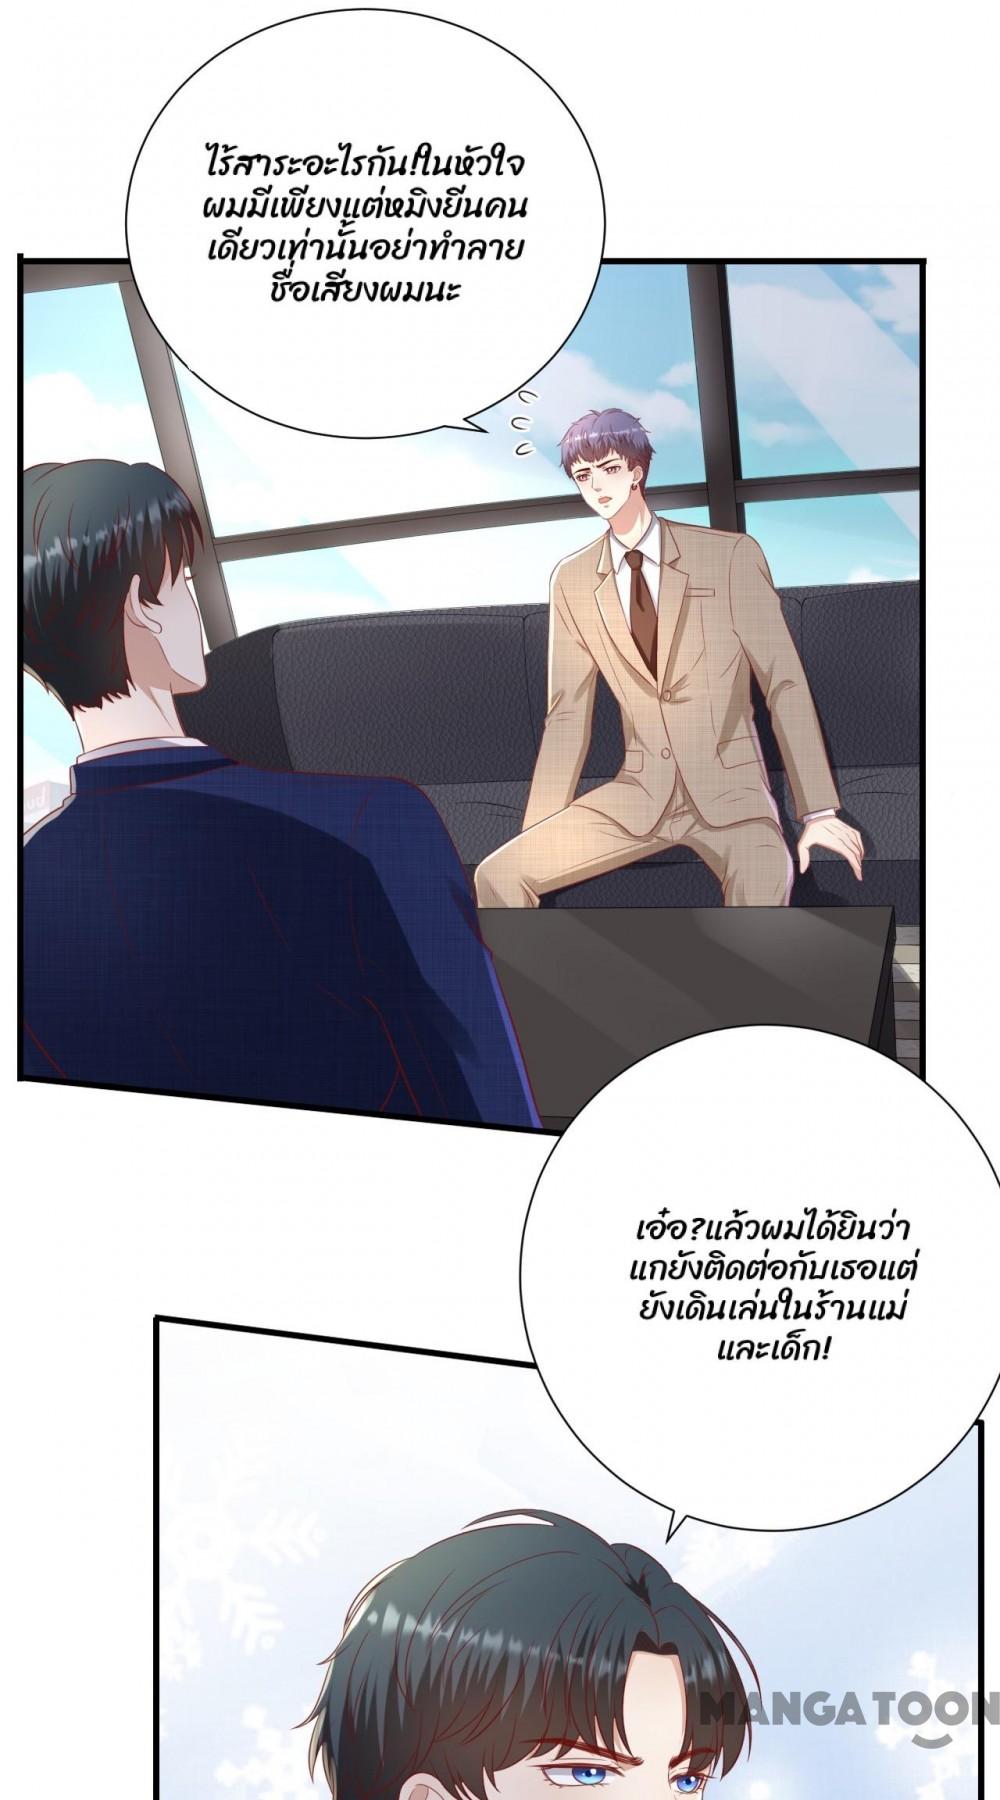 ไร้สาระอะไรกัน!ในหัวใจ
ผมมีเพียงแต่หมิงยีนคน
เดียวเท่านั้นอย่าทำลาย
ชื่อเสียงผมนะ
เอ๋อ?แล้วผมได้ยินว่า
แกยังติดต่อกับเธอแต่
ยังเดินเล่นในร้านแม่
และเด็ก!
MANGATOON